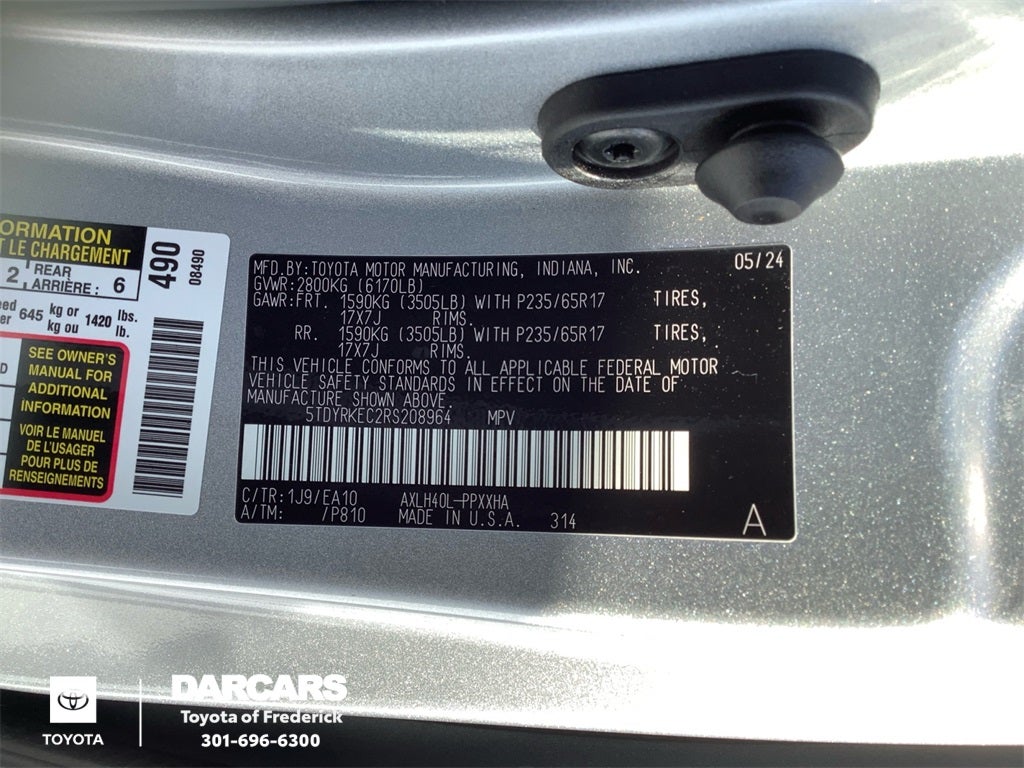 ORMATION
T LE CHARGEMENT
2 REAR ARRIÈRE : 6
645 kg or kg ou 1420 lbs. lb.
SEE OWNER'S
MANUAL FOR
ADDITIONAL
INFORMATION
VOIR LE MANUEL
DE L'USAGER
POUR PLUS DE
RENSEIGNEMENTS
490
08490
MFD.BY:TOYOTA MOTOR MANUFACTURING, INDIANA, INC. 05/24
GVWR:2800KG (6170LB)
GAWR:FRT. 1590KG (3505LB) WITH P235/65R17 TIRES,
17X7J RIMS.
RR. 1590KG (3505LB) WITH P235/65R17 TIRES,
17X7J RIMS.
THIS VEHICLE CONFORMS TO ALL APPLICABLE FEDERAL MOTOR
VEHICLE SAFETY STANDARDS IN EFFECT ON THE DATE OF
MANUFACTURE SHOWN ABOVE.
5TDYRKEC2RS208964 MPV
C/TR:1J9/EA10 AXLH40L-PPXXHA
A/TM: /P810 MADE IN U.S.A. 314 A
TOYOTA
DARCARS
Toyota of Frederick
301-696-6300